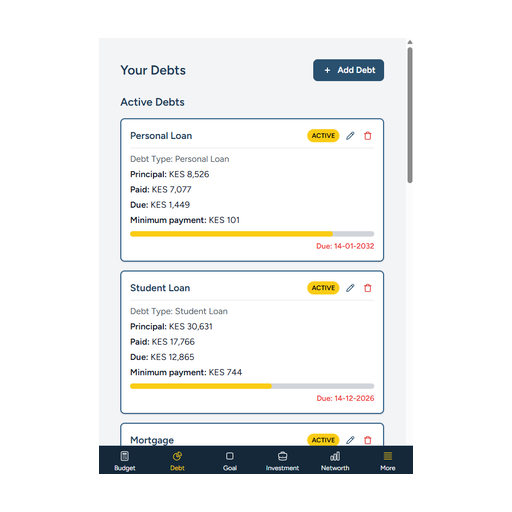 Your Debts
+ Add Debt
Active Debts
Personal Loan ACTIVE
Debt Type: Personal Loan
Principal: KES 8,526
Paid: KES 7,077
Due: KES 1,449
Minimum payment: KES 101
Due: 14-01-2032
Student Loan ACTIVE
Debt Type: Student Loan
Principal: KES 30,631
Paid: KES 17,766
Due: KES 12,865
Minimum payment: KES 744
Due: 14-12-2026
Mortgage ACTIVE
Budget Debt Goal Investment Networth More